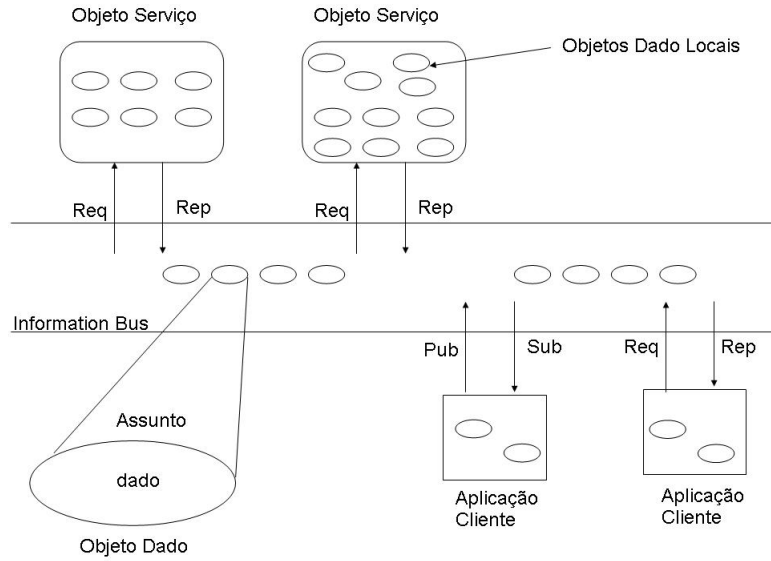 Objeto Serviço
Objeto Serviço
Objetos Dado Locais
Req
Rep
Req
Rep
Information Bus
Pub
Sub
Req
Rep
Assunto
dado
Objeto Dado
Aplicação
Cliente
Aplicação
Cliente